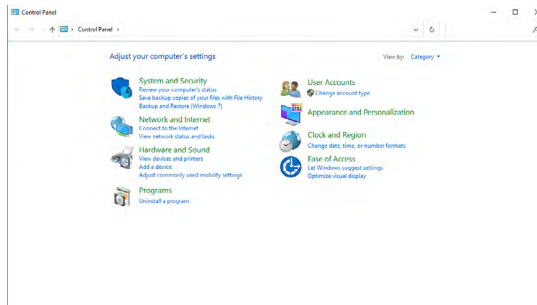 Control Panel
Control Panel
Adjust your computer's settings
View by: Category
System and Security
Review your computer's status
Save backup copies of your files with File History
Backup and Restore (Windows 7)
Network and Internet
Connect to the Internet
View network status and tasks
Hardware and Sound
View devices and printers
Add a device
Adjust commonly used mobility settings
Programs
Uninstall a program
User Accounts
Change account type
Appearance and Personalization
Clock and Region
Change date, time, or number formats
Ease of Access
Let Windows suggest settings
Optimize visual display